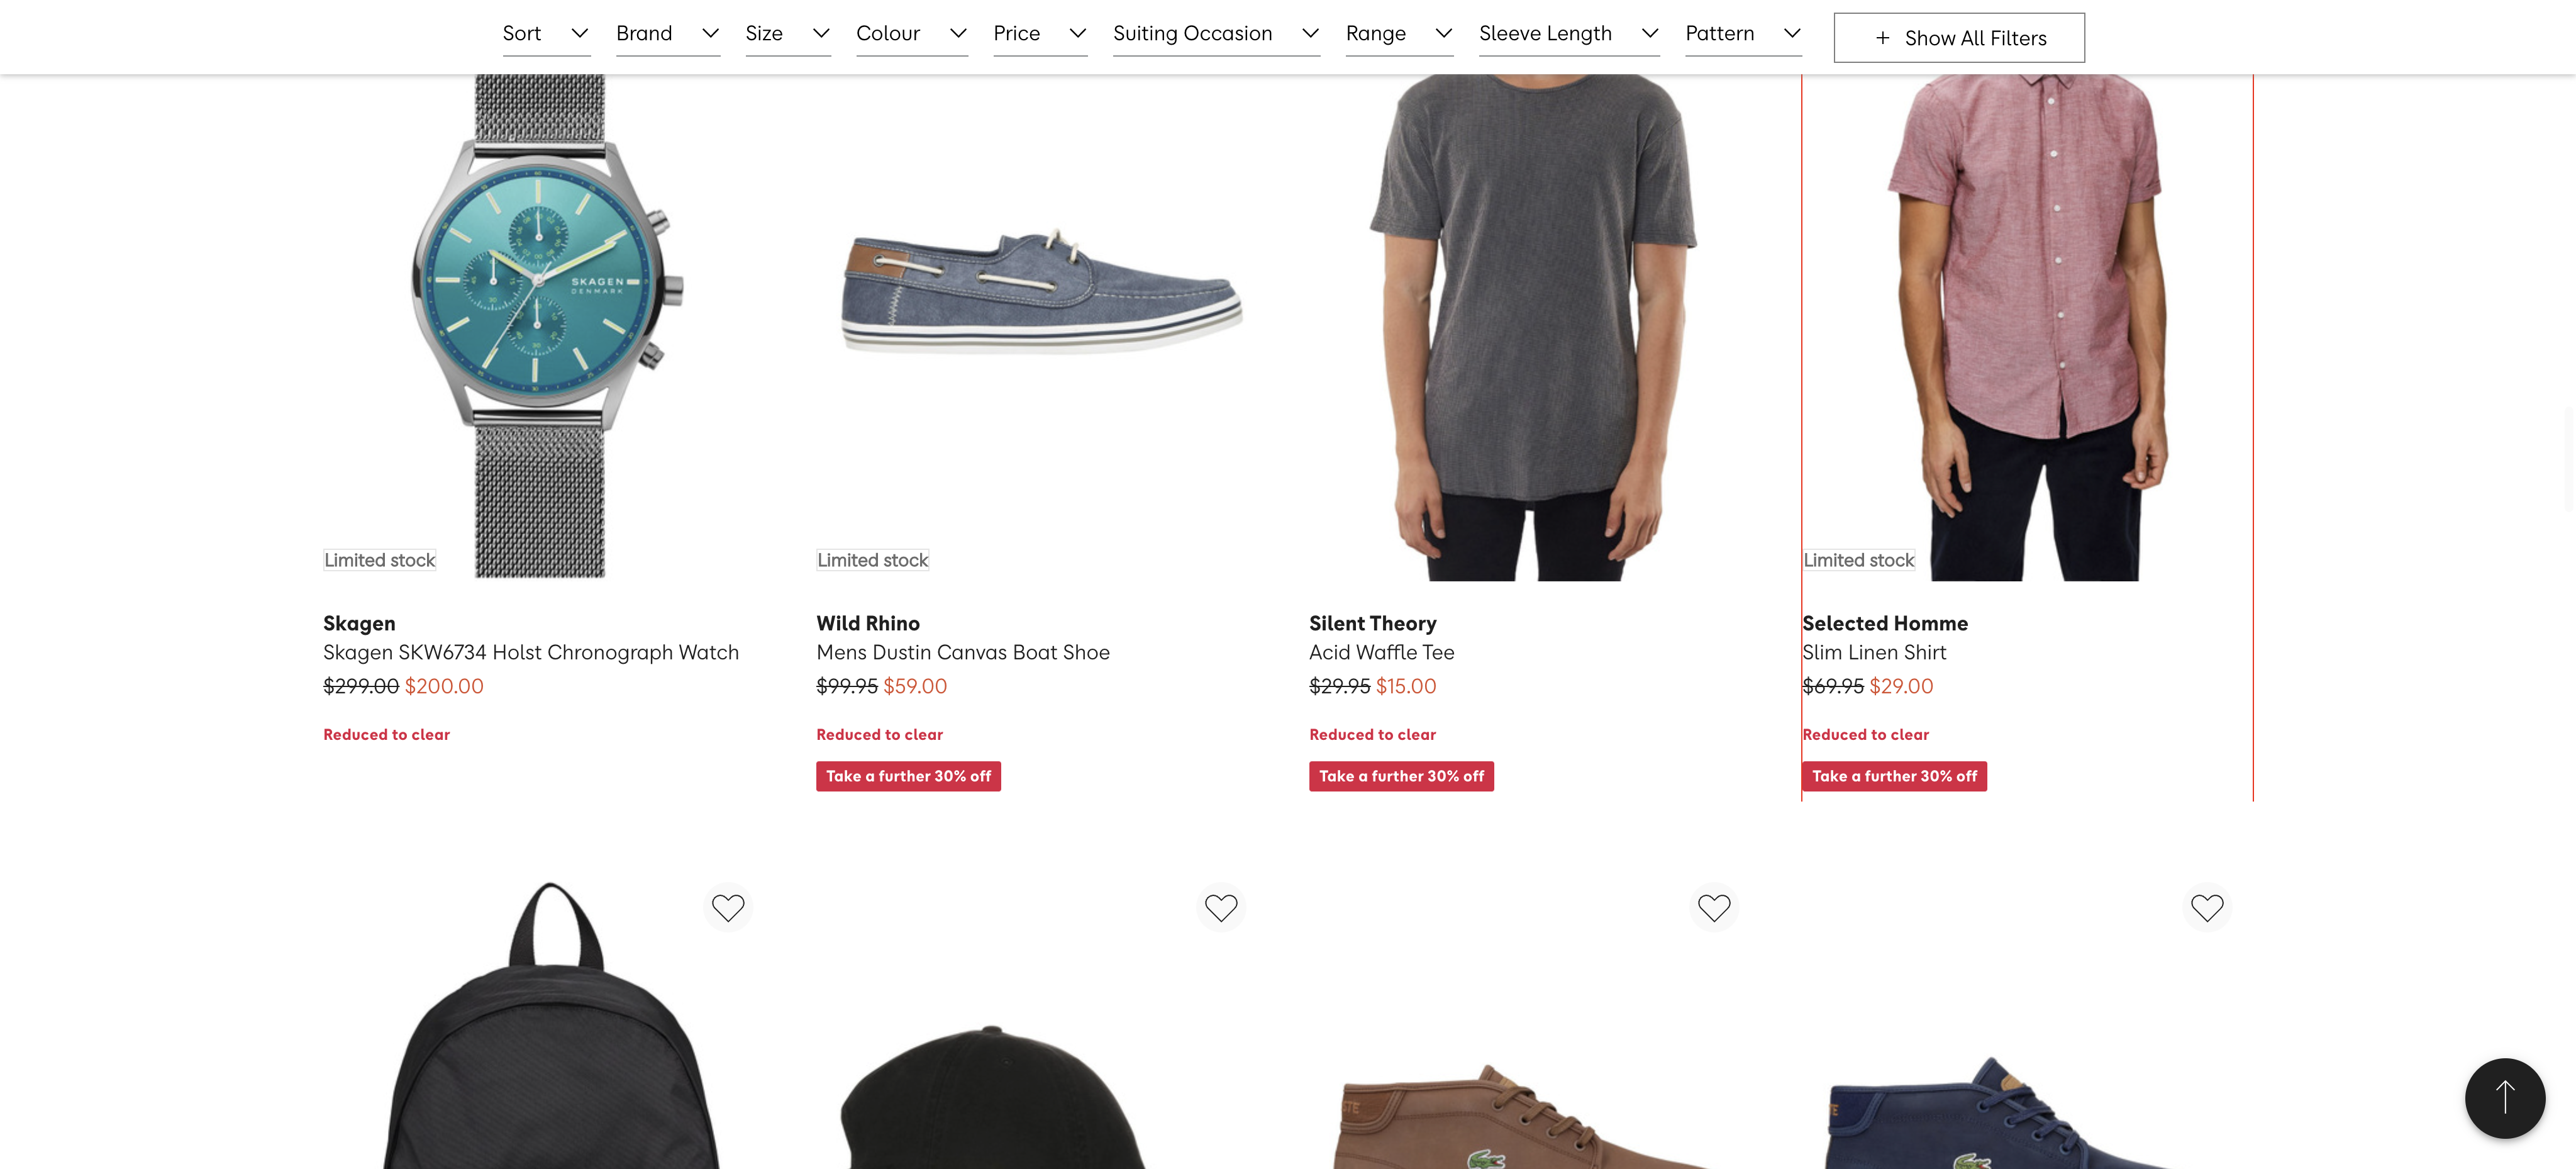 Sort
Brand
Size
Colour
Price
Suiting Occasion
Range
Sleeve Length
Pattern
+ Show All Filters
SKAGEN
DENMARK
Limited stock
Limited stock
Limited stock
Skagen
Skagen SKW6734 Holst Chronograph Watch
$299.00 $200.00
Reduced to clear
Wild Rhino
Mens Dustin Canvas Boat Shoe
$99.95 $59.00
Reduced to clear
Take a further 30% off
Silent Theory
Acid Waffle Tee
$29.95 $15.00
Reduced to clear
Take a further 30% off
Selected Homme
Slim Linen Shirt
$69.95 $29.00
Reduced to clear
Take a further 30% off